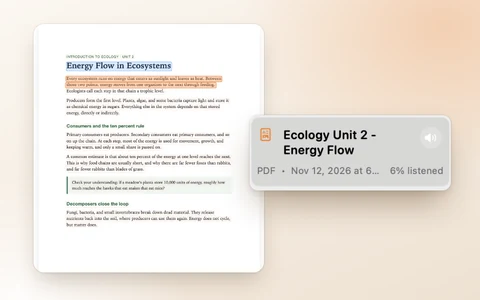 INTRODUCTION TO ECOLOGY · UNIT 2
Energy Flow in Ecosystems
Every ecosystem runs on energy that enters as sunlight and leaves as heat. Between
those two points, energy moves from one organism to the next through feeding.
Ecologists call each step in that chain a trophic level.
Producers form the first level. Plants, algae, and some bacteria capture light and store it
as chemical energy in sugars. Everything else in the system depends on that stored
energy, directly or indirectly.
Consumers and the ten percent rule
Primary consumers eat producers. Secondary consumers eat primary consumers, and so
on up the chain. At each step, most of the energy is used for movement, growth, and
keeping warm, and only a small share is passed on.
A common estimate is that about ten percent of the energy at one level reaches the next.
This is why food chains are usually short, and why there are far fewer foxes than rabbits,
and far fewer rabbits than blades of grass.
Check your understanding: If a meadow's plants store 10,000 units of energy, roughly how
much reaches the hawks that eat snakes that eat mice?
Decomposers close the loop
Fungi, bacteria, and small invertebrates break down dead material. They release
nutrients back into the soil, where producers can use them again. Energy does not cycle,
but matter does.
Ecology Unit 2 -
Energy Flow
PDF • Nov 12, 2026 at 6... 6% listened